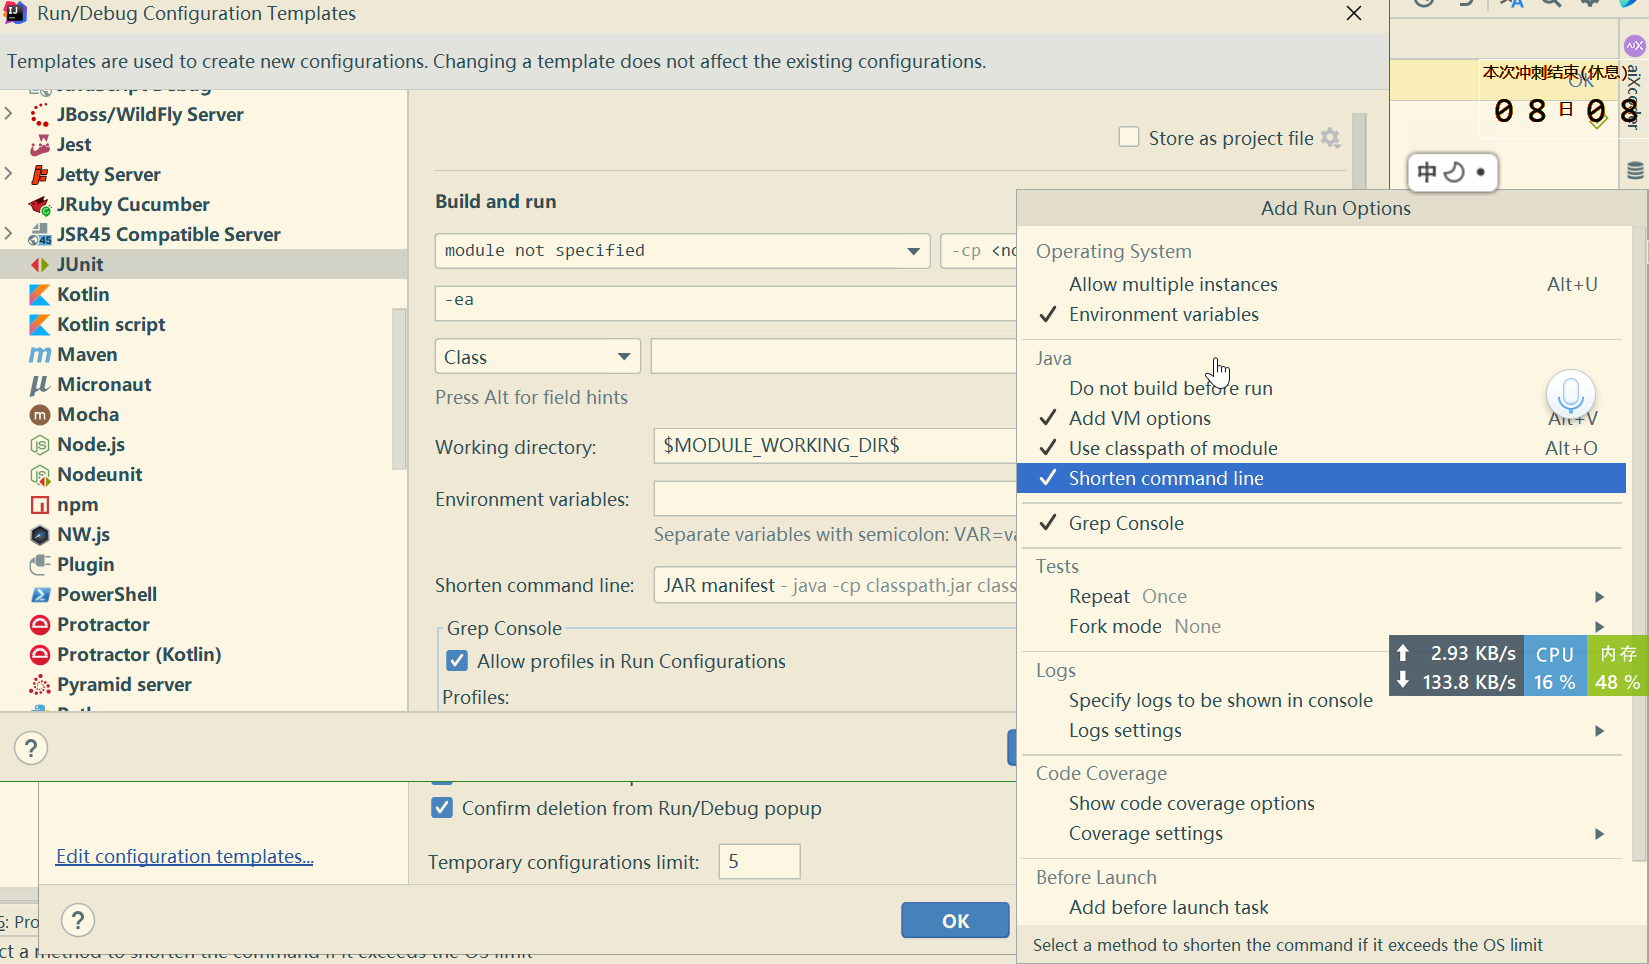 Run/Debug Configuration Templates
Templates are used to create new configurations. Changing a template does not affect the existing configurations.
JBoss/WildFly Server
Jest
Jetty Server
JRuby Cucumber
JSR45 Compatible Server
JUnit
Kotlin
Kotlin script
Maven
Micronaut
Mocha
Node.js
Nodeunit
npm
NW.js
Plugin
PowerShell
Protractor
Protractor (Kotlin)
Pyramid server
Store as project file
Build and run
module not specified
-cp <no
-ea
Class
Press Alt for field hints
Working directory:
$MODULE_WORKING_DIR$
Environment variables:
Separate variables with semicolon: VAR=va
Shorten command line:
JAR manifest - java -cp classpath.jar class
Grep Console
Allow profiles in Run Configurations
Profiles:
Confirm deletion from Run/Debug popup
Temporary configurations limit:
5
Edit configuration templates...
OK
Add Run Options
Operating System
Allow multiple instances Alt+U
Environment variables
Java
Do not build before run
Add VM options Alt+V
Use classpath of module Alt+O
Shorten command line
Grep Console
Tests
Repeat Once
Fork mode None
Logs
Specify logs to be shown in console
Logs settings
Code Coverage
Show code coverage options
Coverage settings
Before Launch
Add before launch task
Select a method to shorten the command if it exceeds the OS limit
本次冲刺结束(休息)
OK
08日08
aiXcoder
中
2.93 KB/s
133.8 KB/s
CPU
16 %
内存
48 %
: Pro